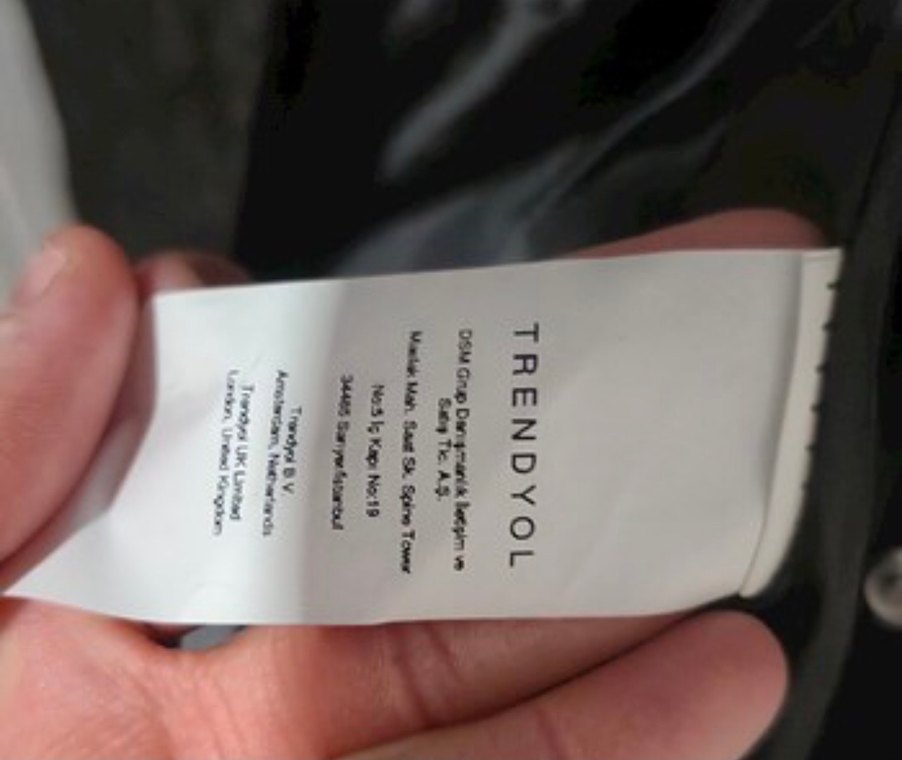 TRENDYOL
DSM Grup Danışmanlık İletişim ve
Satış Tic. A.Ş.
Maslak Mah. Saat Sk. Spine Tower
No:5 İç Kapı No:19
34485 Sarıyer/İstanbul
Trendyol B.V.
Amsterdam, Netherlands
Trendyol UK Limited
London, United Kingdom